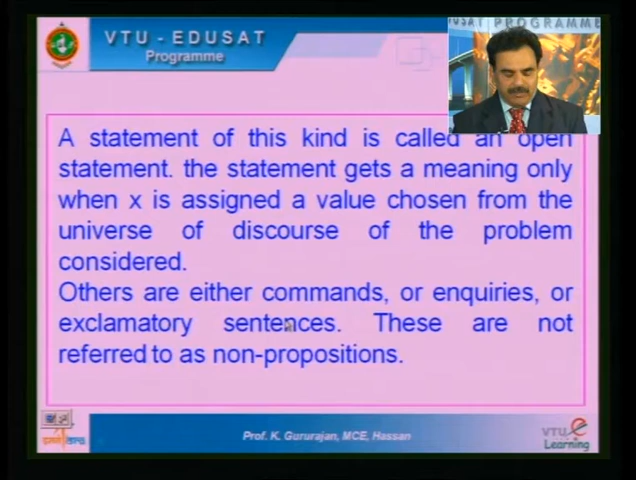 VTU - EDUSAT
Programme
USAT PROGRAMME
A statement of this kind is called an open
statement. the statement gets a meaning only
when x is assigned a value chosen from the
universe of discourse of the problem
considered.
Others are either commands, or enquiries, or
exclamatory sentences. These are not
referred to as non-propositions.
Prof. K. Gururajan, MCE, Hassan
VTU e
Learning